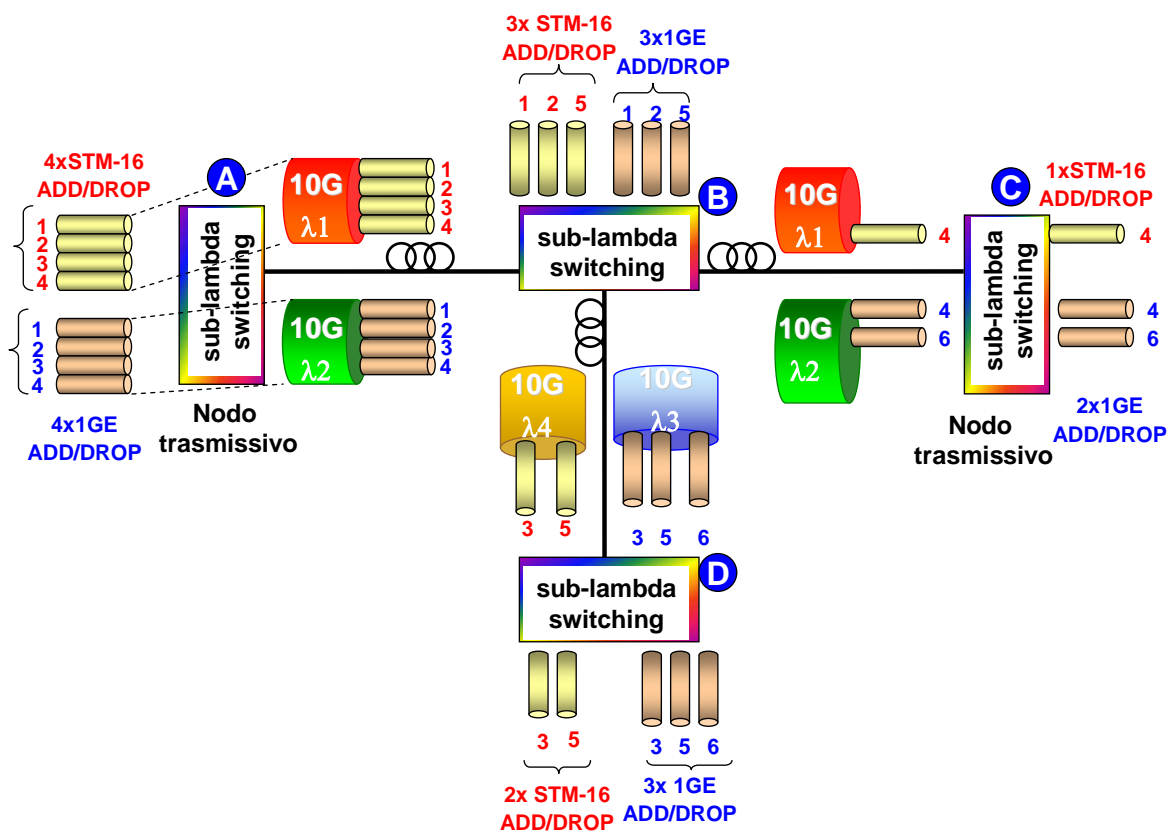 3x STM-16
ADD/DROP
1 2 5
3x1GE
ADD/DROP
1 2 5
4xSTM-16
ADD/DROP
1
2
3
4
A
sub-lambda
switching
Nodo
trasmissivo
1
2
3
4
4x1GE
ADD/DROP
10G
λ1
1
2
3
4
10G
λ2
1
2
3
4
B
sub-lambda
switching
10G
λ1
4
10G
λ2
4
6
C
sub-lambda
switching
Nodo
trasmissivo
1xSTM-16
ADD/DROP
4
4
6
2x1GE
ADD/DROP
10G
λ4
3 5
10G
λ3
3 5 6
D
sub-lambda
switching
3 5
2x STM-16
ADD/DROP
3 5 6
3x 1GE
ADD/DROP